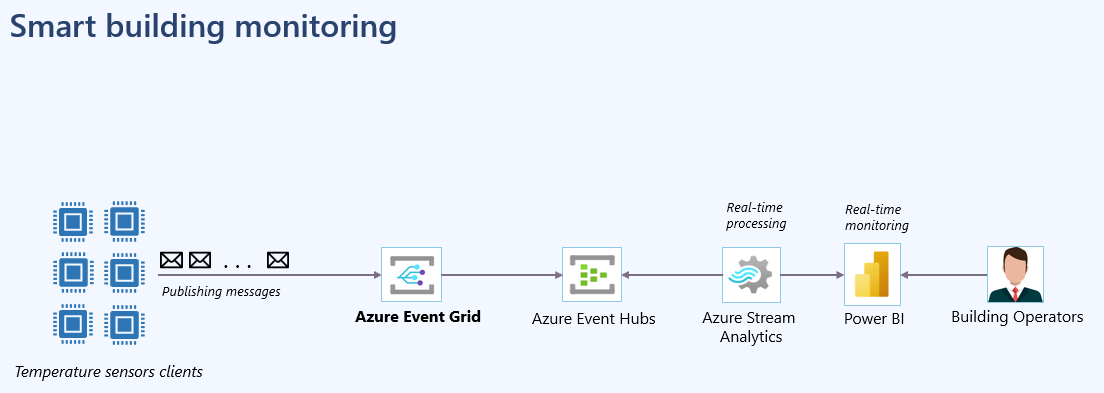 Smart building monitoring
Real-time
processing
Real-time
monitoring
. . .
Publishing messages
Azure Event Grid
Azure Event Hubs
Azure Stream
Analytics
Power BI
Building Operators
Temperature sensors clients